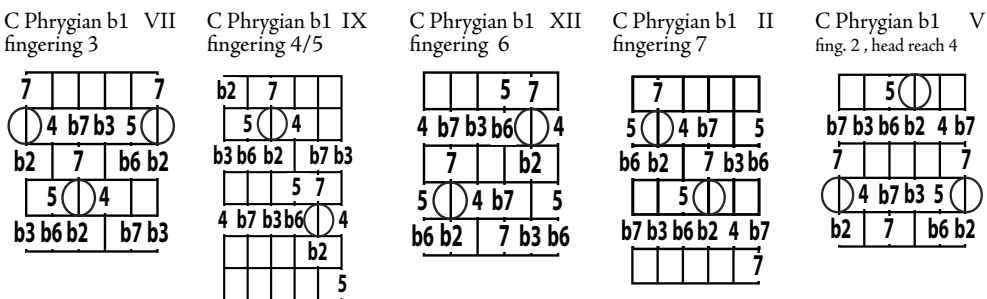 C Phrygian b1 VII
fingering 3
7 7
4 b7 b3 5
b2 7 b6 b2
5 4
b3 b6 b2 b7 b3
C Phrygian b1 IX
fingering 4/5
b2 7
5 4
b3 b6 b2 b7 b3
5 7
4 b7 b3 b6 4
b2
5
C Phrygian b1 XII
fingering 6
5 7
4 b7 b3 b6 4
7 b2
5 4 b7 5
b6 b2 7 b3 b6
C Phrygian b1 II
fingering 7
7
5 4 b7 5
b6 b2 7 b3 b6
5
b7 b3 b6 b2 4 b7
7
C Phrygian b1 V
fing. 2 , head reach 4
5
b7 b3 b6 b2 4 b7
7 7
4 b7 b3 5
b2 7 b6 b2